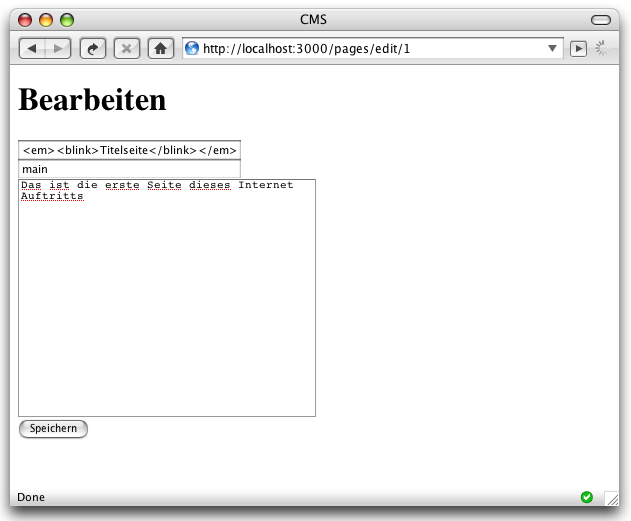 CMS
http://localhost:3000/pages/edit/1
Bearbeiten
<em><blink>Titelseite</blink></em>
main
Das ist die erste Seite dieses Internet
Auftritts
Speichern
Done